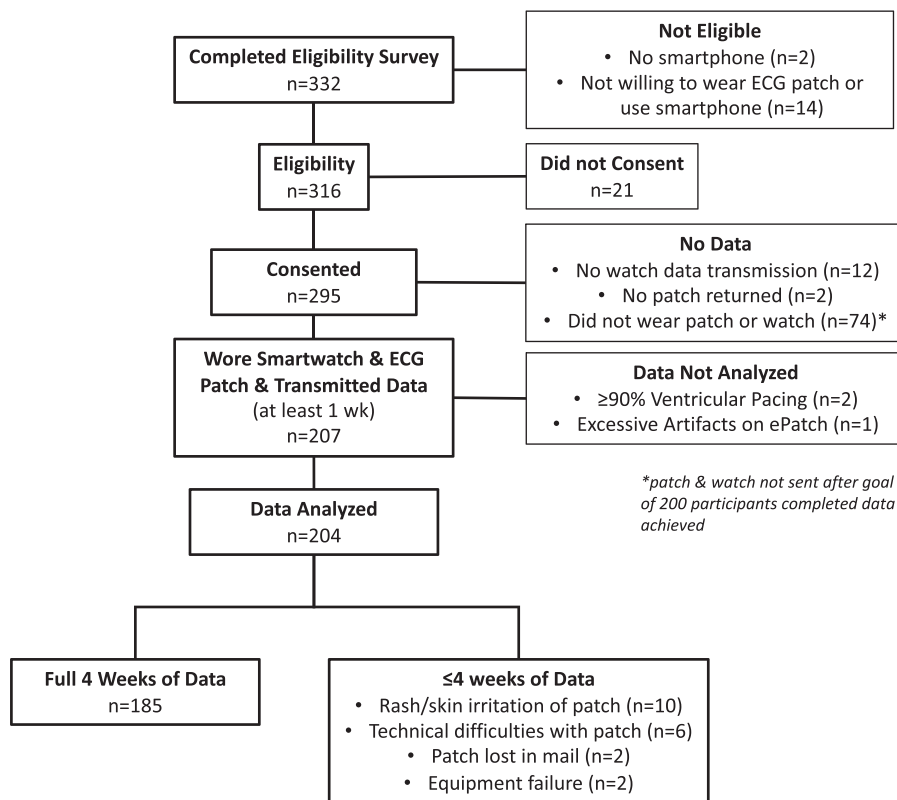 Completed Eligibility Survey
n=332
Not Eligible
• No smartphone (n=2)
• Not willing to wear ECG patch or
use smartphone (n=14)
Eligibility
n=316
Did not Consent
n=21
Consented
n=295
No Data
• No watch data transmission (n=12)
• No patch returned (n=2)
• Did not wear patch or watch (n=74)*
Wore Smartwatch & ECG
Patch & Transmitted Data
(at least 1 wk)
n=207
Data Not Analyzed
• ≥90% Ventricular Pacing (n=2)
• Excessive Artifacts on ePatch (n=1)
*patch & watch not sent after goal
of 200 participants completed data
achieved
Data Analyzed
n=204
Full 4 Weeks of Data
n=185
≤4 weeks of Data
• Rash/skin irritation of patch (n=10)
• Technical difficulties with patch (n=6)
• Patch lost in mail (n=2)
• Equipment failure (n=2)